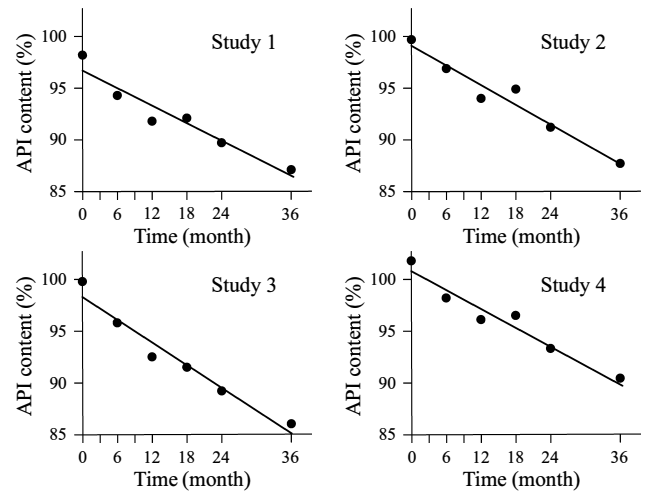 Study 1
API content (%)
100
95
90
85
0 6 12 18 24 36
Time (month)
Study 2
API content (%)
100
95
90
85
0 6 12 18 24 36
Time (month)
Study 3
API content (%)
100
95
90
85
0 6 12 18 24 36
Time (month)
Study 4
API content (%)
100
95
90
85
0 6 12 18 24 36
Time (month)